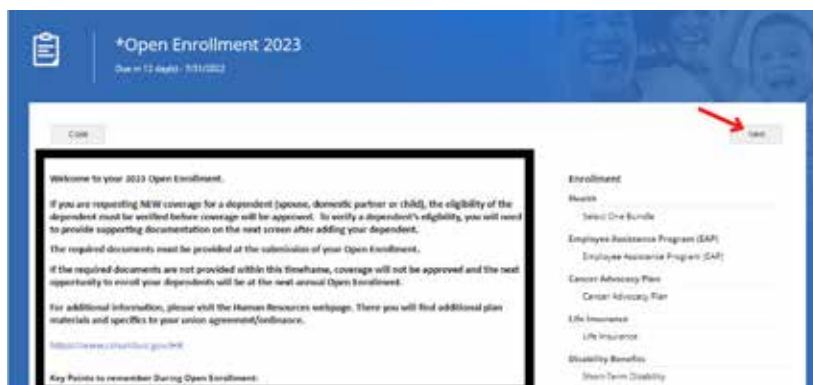 *Open Enrollment 2023
Due in 12 day(s) - 7/31/2022
Close
Next
Welcome to your 2023 Open Enrollment.
If you are requesting NEW coverage for a dependent (spouse, domestic partner or child), the eligibility of the
dependent must be verified before coverage will be approved. To verify a dependent's eligibility, you will need
to provide supporting documentation on the next screen after adding your dependent.
The required documents must be provided at the submission of your Open Enrollment.
If the required documents are not provided within this timeframe, coverage will not be approved and the next
opportunity to enroll your dependents will be at the next annual Open Enrollment.
For additional information, please visit the Human Resources webpage. There you will find additional plan
materials and specifics to your union agreement/ordinance.
Key Points to remember During Open Enrollment:
Enrollment
Health
Select One Bundle
Employee Assistance Program (EAP)
Employee Assistance Program (EAP)
Cancer Advocacy Plan
Cancer Advocacy Plan
Life Insurance
Life Insurance
Disability Benefits
Short-Term Disability